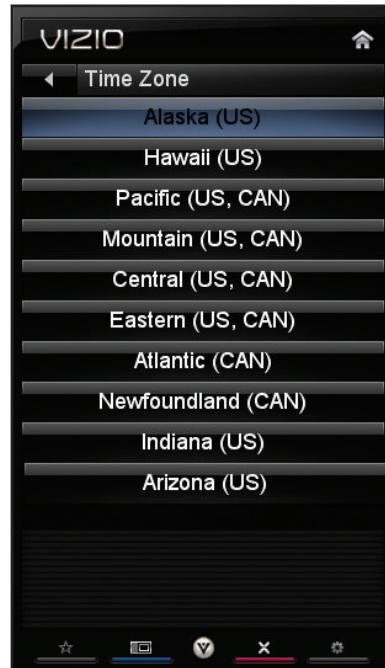 VIZIO
Time Zone
Alaska (US)
Hawaii (US)
Pacific (US, CAN)
Mountain (US, CAN)
Central (US, CAN)
Eastern (US, CAN)
Atlantic (CAN)
Newfoundland (CAN)
Indiana (US)
Arizona (US)